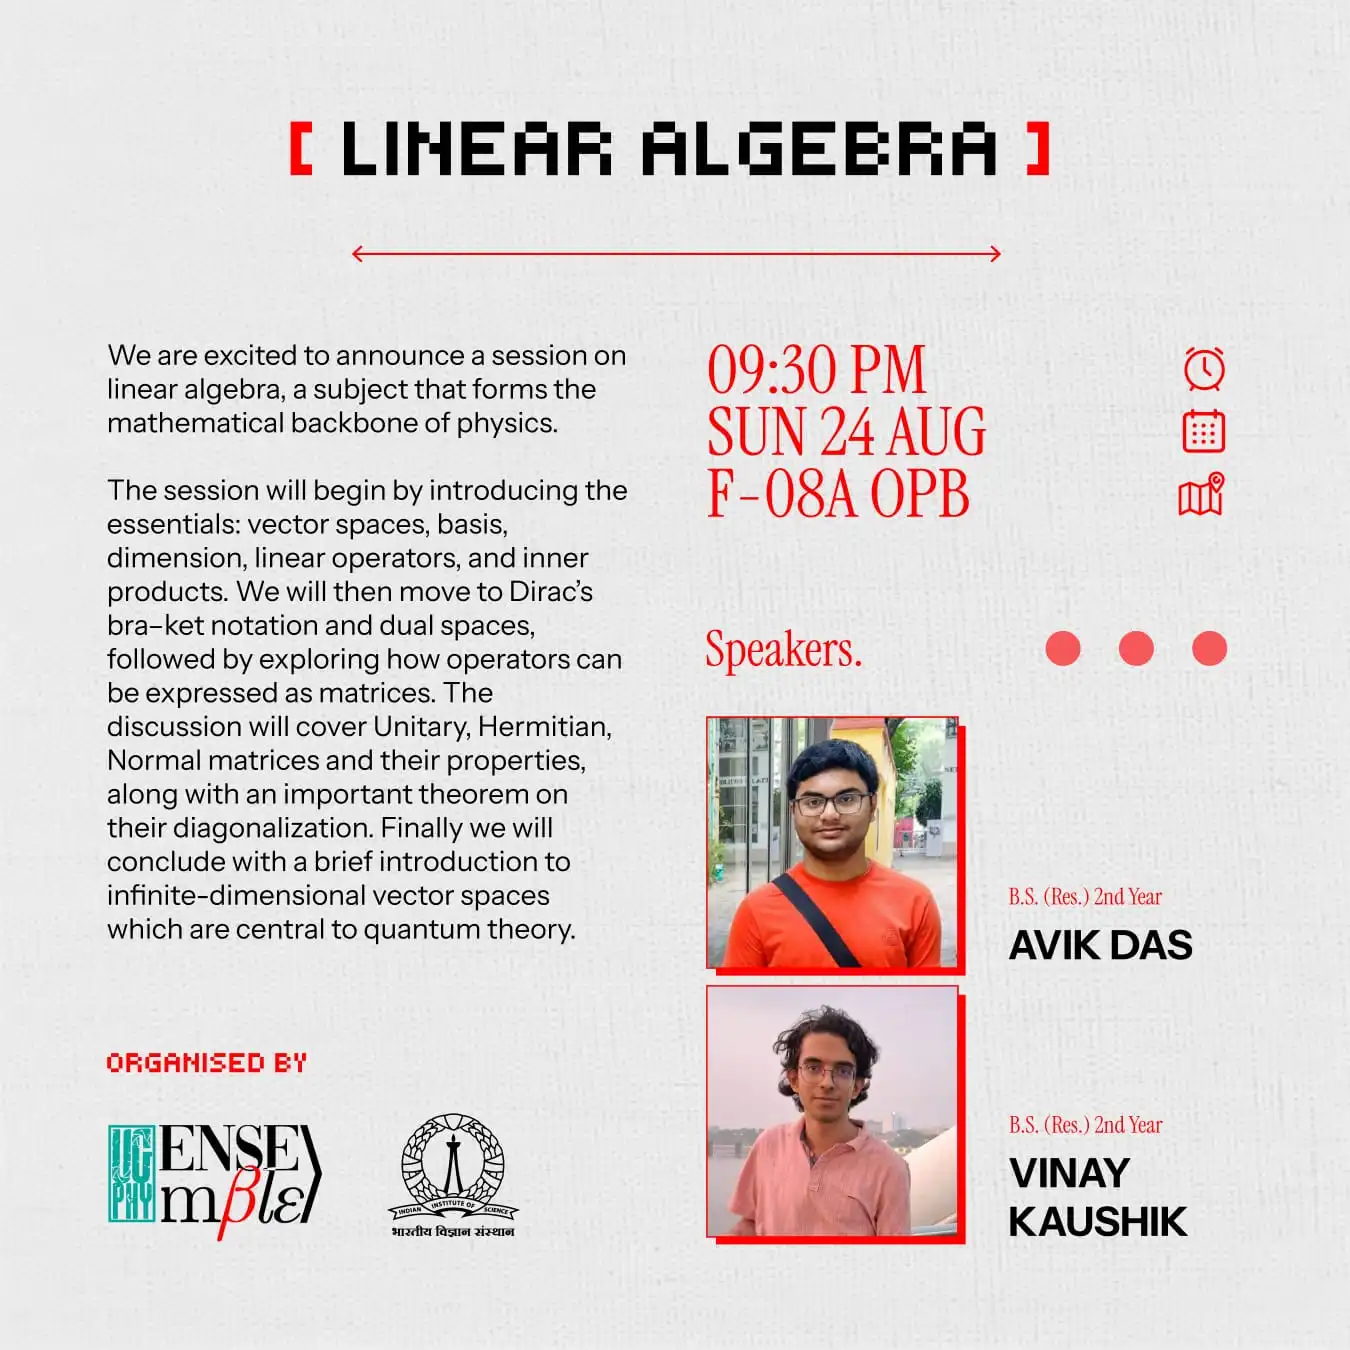 [ LINEAR ALGEBRA ]
We are excited to announce a session on
linear algebra, a subject that forms the
mathematical backbone of physics.
The session will begin by introducing the
essentials: vector spaces, basis,
dimension, linear operators, and inner
products. We will then move to Dirac’s
bra–ket notation and dual spaces,
followed by exploring how operators can
be expressed as matrices. The
discussion will cover Unitary, Hermitian,
Normal matrices and their properties,
along with an important theorem on
their diagonalization. Finally we will
conclude with a brief introduction to
infinite-dimensional vector spaces
which are central to quantum theory.
09:30 PM
SUN 24 AUG
F-08A OPB
Speakers.
B.S. (Res.) 2nd Year
AVIK DAS
B.S. (Res.) 2nd Year
VINAY
KAUSHIK
ORGANISED BY
UG
PHY
ENSE
mβlε
INDIAN INSTITUTE OF SCIENCE
भारतीय विज्ञान संस्थान